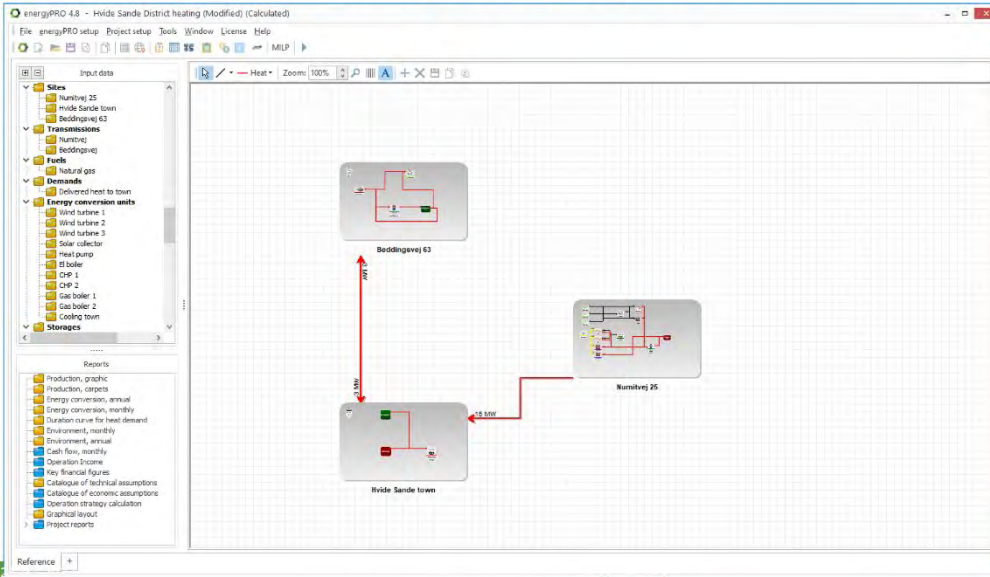 energyPRO 4.8 - Hvide Sande District heating (Modified) (Calculated)
File energyPRO setup Project setup Tools Window License Help
MILP
Input data
Heat Zoom: 100% A
Sites
Numitvej 25
Hvide Sande town
Beddingsvej 63
Transmissions
Numitvej
Beddingsvej
Fuels
Natural gas
Demands
Delivered heat to town
Energy conversion units
Wind turbine 1
Wind turbine 2
Wind turbine 3
Solar collector
Heat pump
El boiler
CHP 1
CHP 2
Gas boiler 1
Gas boiler 2
Cooling town
Storages
Reports
Production, graphic
Production, carpets
Energy conversion, annual
Energy conversion, monthly
Duration curve for heat demand
Environment, monthly
Environment, annual
Cash flow, monthly
Operation Income
Key financial figures
Catalogue of technical assumptions
Catalogue of economic assumptions
Operation strategy calculation
Graphical layout
Project reports
Beddingsvej 63
3 MW
Numitvej 25
15 MW
Hvide Sande town
Reference +